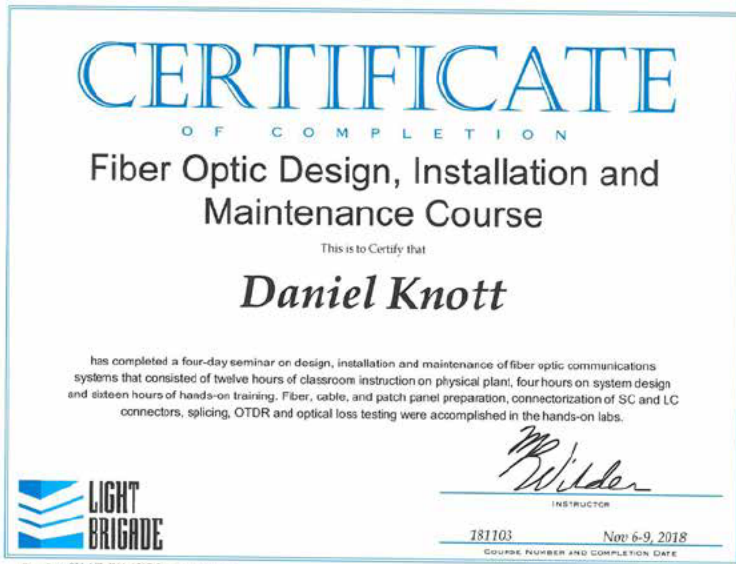 CERTIFICATE
OF COMPLETION
Fiber Optic Design, Installation and
Maintenance Course
This is to Certify that
Daniel Knott
has completed a four-day seminar on design, installation and maintenance of fiber optic communications
systems that consisted of twelve hours of classroom instruction on physical plant, four hours on system design
and sixteen hours of hands-on training. Fiber, cable, and patch panel preparation, connectorization of SC and LC
connectors, splicing, OTDR and optical loss testing were accomplished in the hands-on labs.
Wilder
INSTRUCTOR
LIGHT
BRIGADE
181103 Nov 6-9, 2018
COURSE NUMBER AND COMPLETION DATE